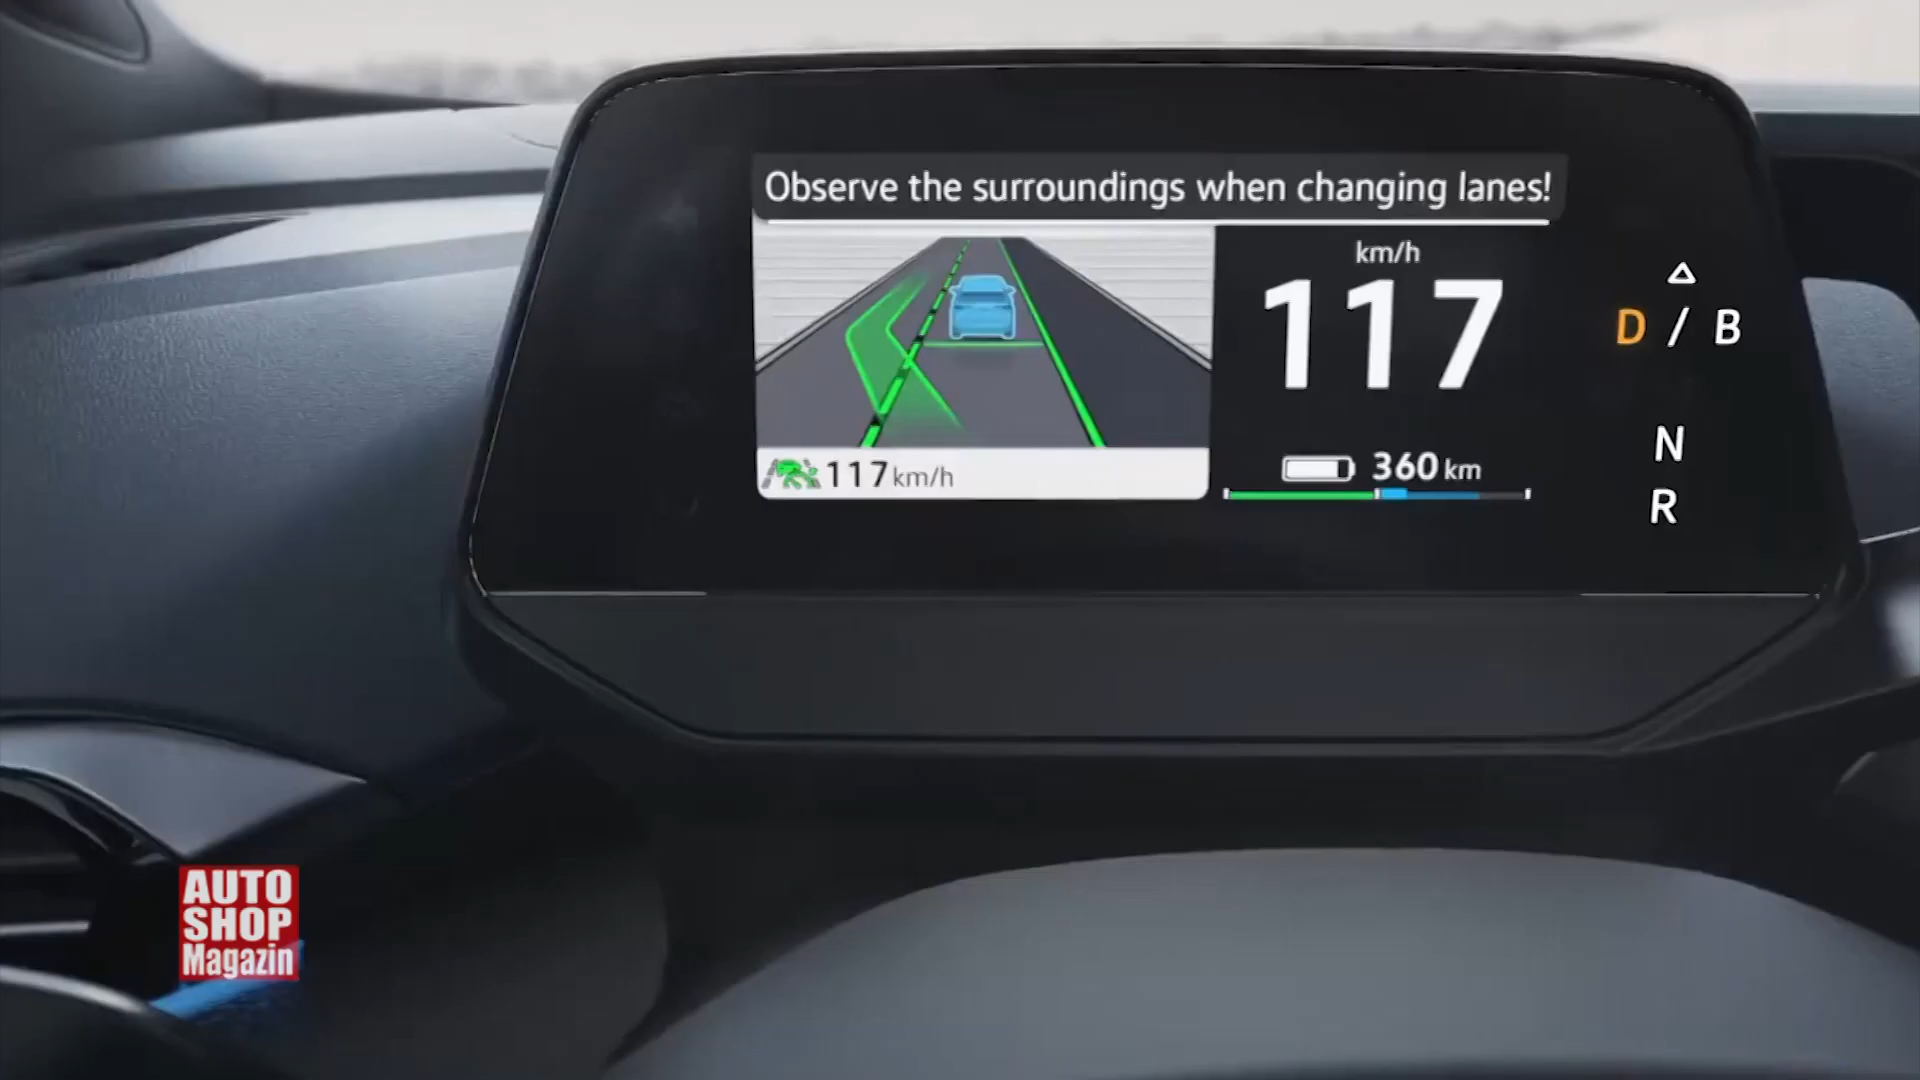 Observe the surroundings when changing lanes!
km/h
117
D / B
N
R
360 km
117 km/h
AUTO
SHOP
Magazin